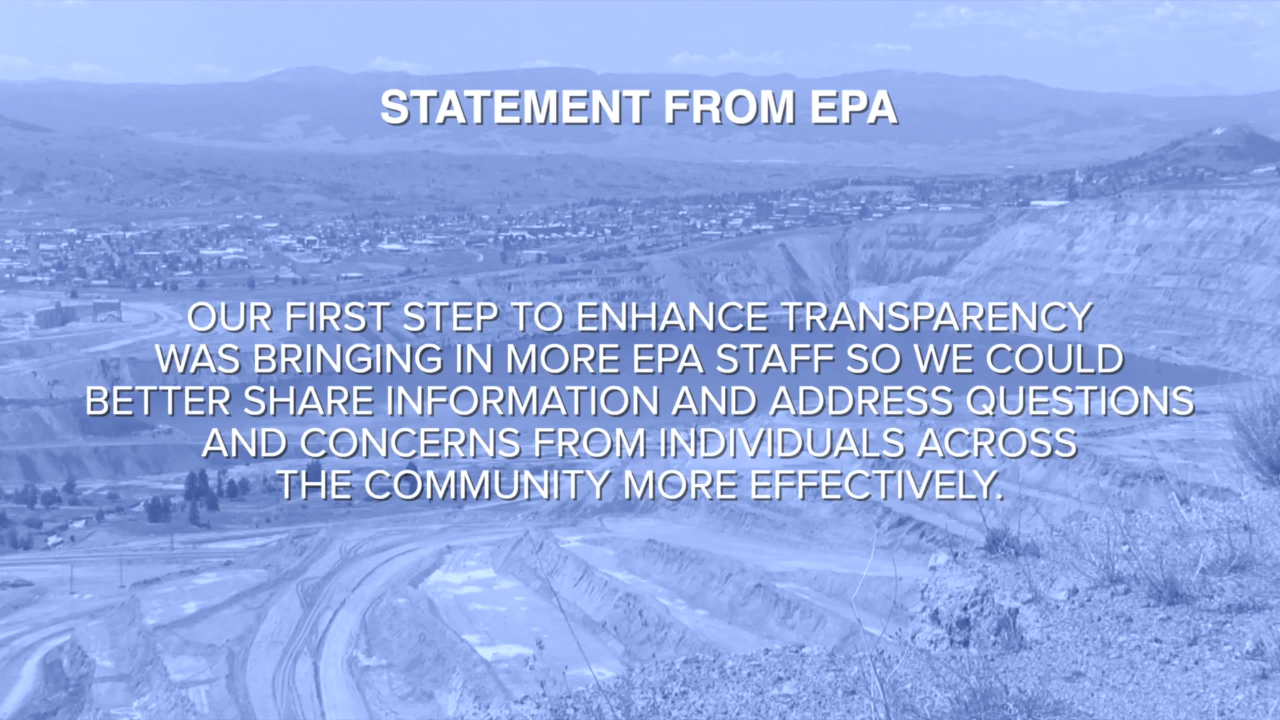 STATEMENT FROM EPA
OUR FIRST STEP TO ENHANCE TRANSPARENCY
WAS BRINGING IN MORE EPA STAFF SO WE COULD
BETTER SHARE INFORMATION AND ADDRESS QUESTIONS
AND CONCERNS FROM INDIVIDUALS ACROSS
THE COMMUNITY MORE EFFECTIVELY.